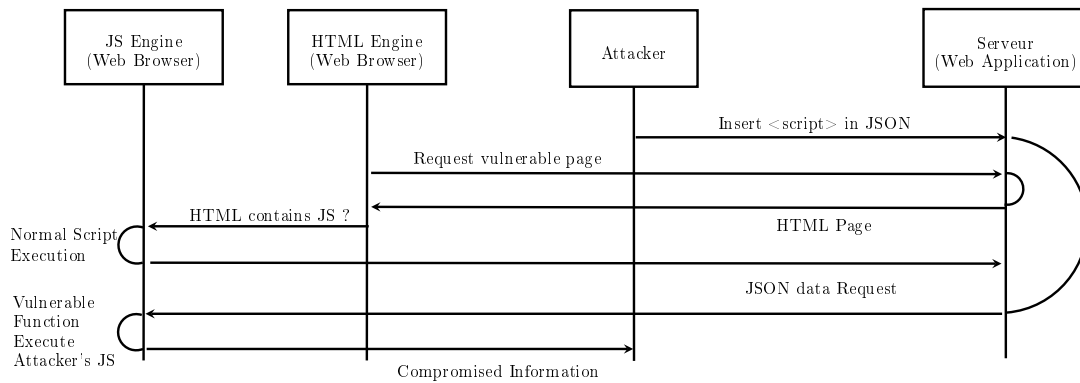 JS Engine
(Web Browser)
HTML Engine
(Web Browser)
Attacker
Serveur
(Web Application)
Insert <script> in JSON
Request vulnerable page
HTML contains JS ?
HTML Page
Normal Script
Execution
JSON data Request
Vulnerable
Function
Execute
Attacker's JS
Compromised Information